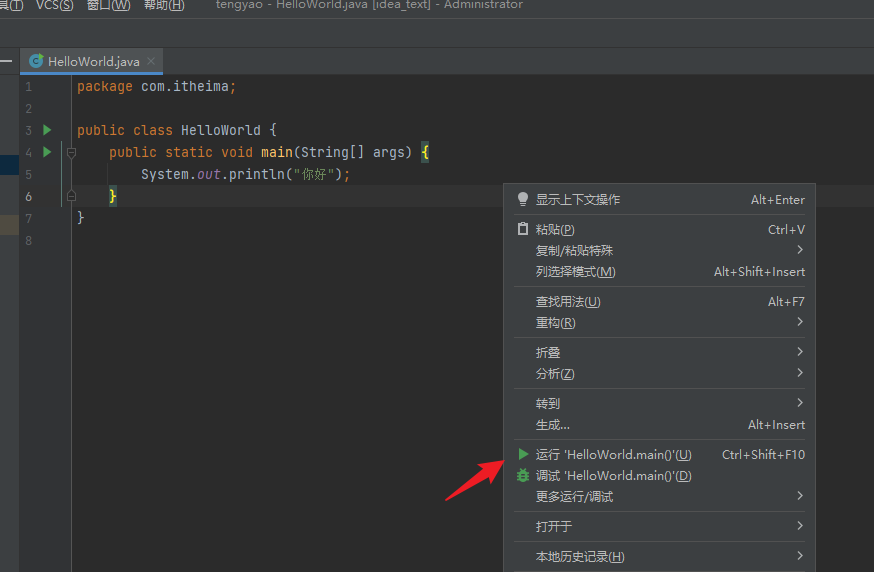 具(T) VCS(S) 窗口(W) 帮助(H) tengyao - HelloWorld.java [idea_text] - Administrator
HelloWorld.java
1 package com.itheima;
2
3 public class HelloWorld {
4 public static void main(String[] args) {
5 System.out.println("你好");
6 }
7 }
8
显示上下文操作 Alt+Enter
粘贴(P) Ctrl+V
复制/粘贴特殊
列选择模式(M) Alt+Shift+Insert
查找用法(U) Alt+F7
重构(R)
折叠
分析(Z)
转到
生成... Alt+Insert
运行 'HelloWorld.main()'(U) Ctrl+Shift+F10
调试 'HelloWorld.main()'(D)
更多运行/调试
打开于
本地历史记录(H)